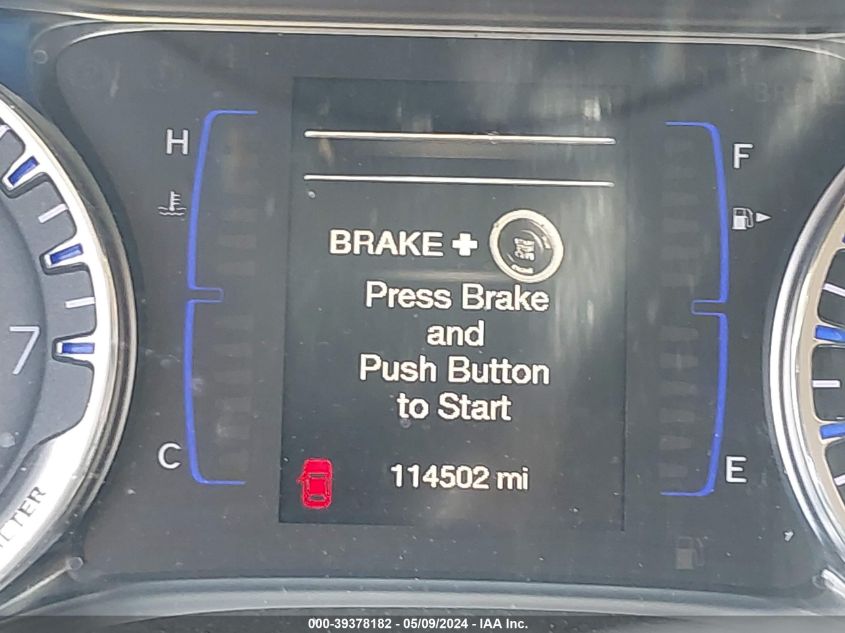 H
F
BRAKE + 
Press Brake
and
Push Button
to Start
7
C
E
114502 mi
000-39378182 - 05/09/2024 - IAA Inc.